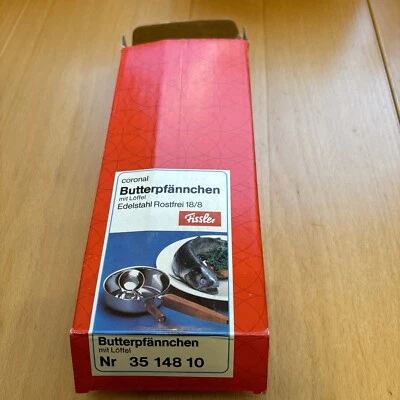 coronal
Butterpfännchen
mit Löffel
Edelstahl Rostfrei 18/8
Fissler
Butterpfännchen
mit Löffel
Nr 35 148 10